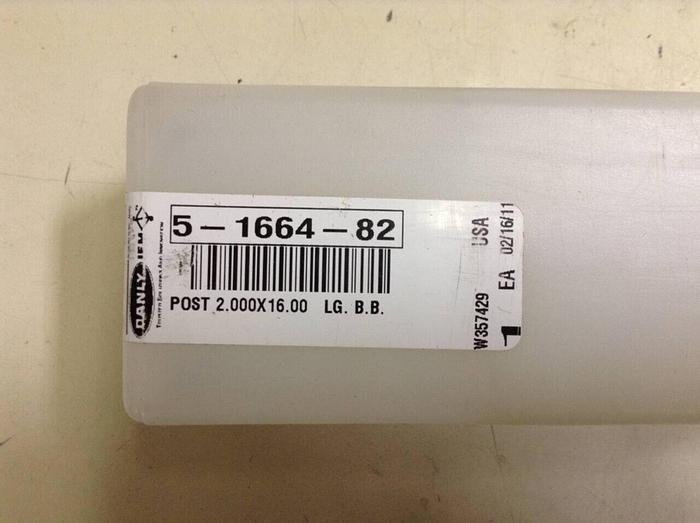 5-1664-82
POST 2.000X16.00 LG. B.B.
DANLY IEM
W357429 USA
1 EA 02/16/11